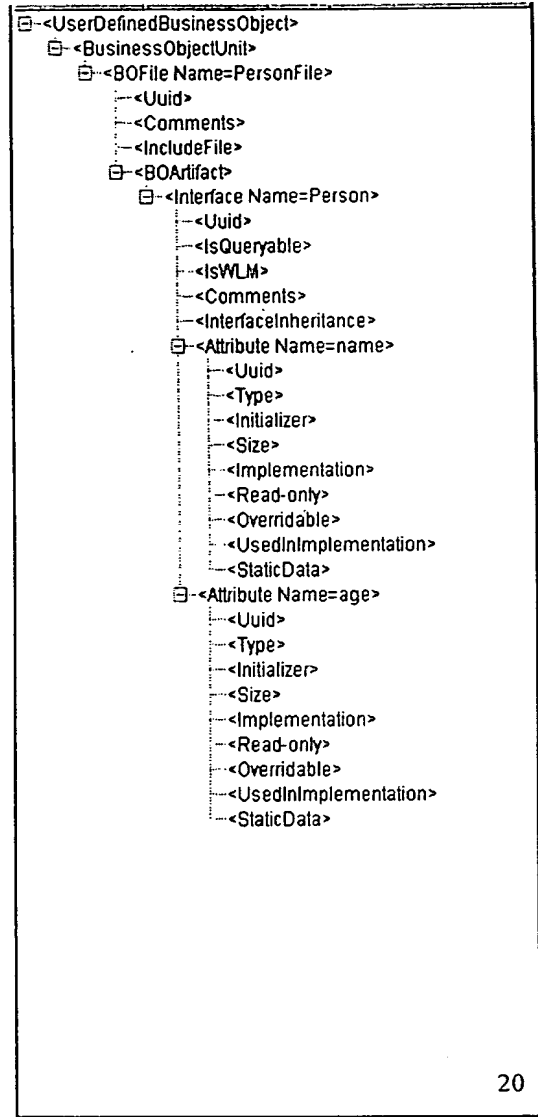 <UserDefinedBusinessObject>
<BusinessObjectUnit>
<BOFile Name=PersonFile>
<Uuid>
<Comments>
<IncludeFile>
<BOArtifact>
<Interface Name=Person>
<Uuid>
<IsQueryable>
<IsWLM>
<Comments>
<InterfaceInheritance>
<Attribute Name=name>
<Uuid>
<Type>
<Initializer>
<Size>
<Implementation>
<Read-only>
<Overridable>
<UsedInImplementation>
<StaticData>
<Attribute Name=age>
<Uuid>
<Type>
<Initializer>
<Size>
<Implementation>
<Read-only>
<Overridable>
<UsedInImplementation>
<StaticData>
20